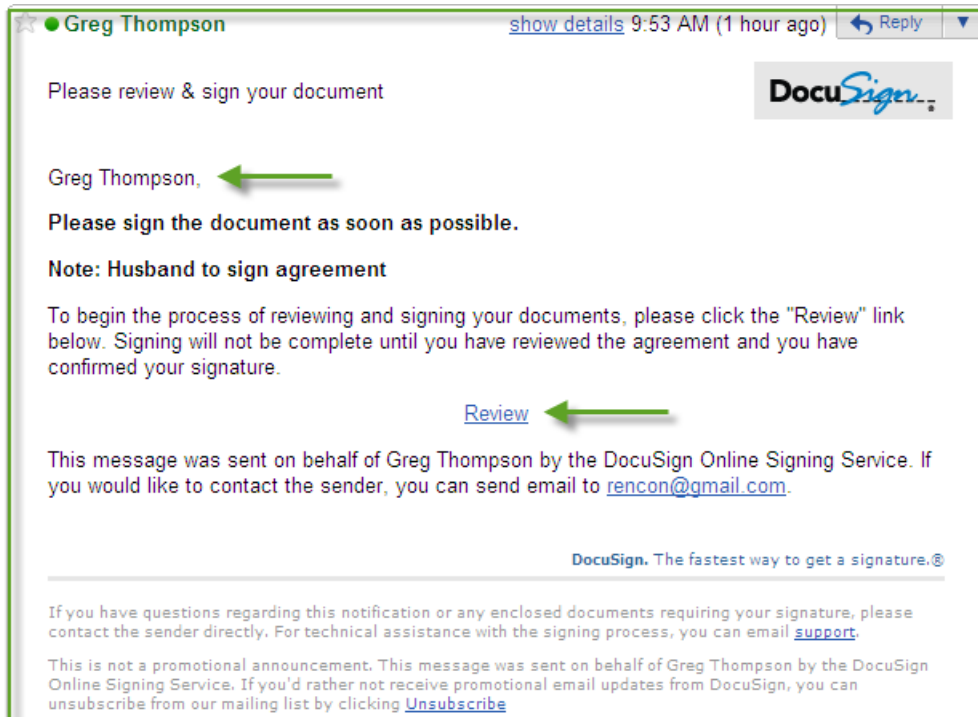 Greg Thompson show details 9:53 AM (1 hour ago) Reply
Please review & sign your document
DocuSign
Greg Thompson,
Please sign the document as soon as possible.
Note: Husband to sign agreement
To begin the process of reviewing and signing your documents, please click the "Review" link
below. Signing will not be complete until you have reviewed the agreement and you have
confirmed your signature.
Review
This message was sent on behalf of Greg Thompson by the DocuSign Online Signing Service. If
you would like to contact the sender, you can send email to rencon@gmail.com.
DocuSign. The fastest way to get a signature.®
If you have questions regarding this notification or any enclosed documents requiring your signature, please
contact the sender directly. For technical assistance with the signing process, you can email support.
This is not a promotional announcement. This message was sent on behalf of Greg Thompson by the DocuSign
Online Signing Service. If you'd rather not receive promotional email updates from DocuSign, you can
unsubscribe from our mailing list by clicking Unsubscribe